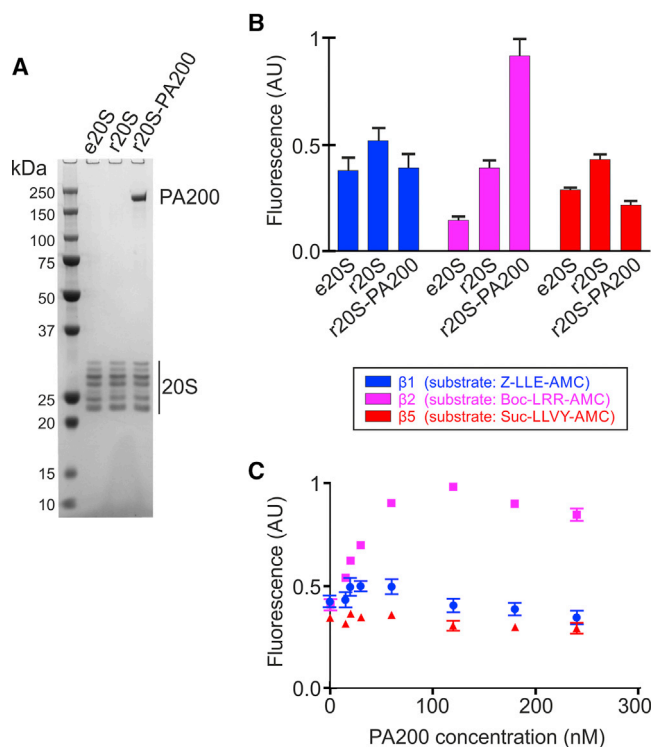 A
e20S
r20S
r20S-PA200
kDa
250
150
100
75
50
37
25
20
15
10
PA200
20S
B
Fluorescence (AU)
1
0.5
0.0
e20S
r20S
r20S-PA200
e20S
r20S
r20S-PA200
e20S
r20S
r20S-PA200
β1 (substrate: Z-LLE-AMC)
β2 (substrate: Boc-LRR-AMC)
β5 (substrate: Suc-LLVY-AMC)
C
Fluorescence (AU)
1
0.5
0.0
0
100
200
300
PA200 concentration (nM)